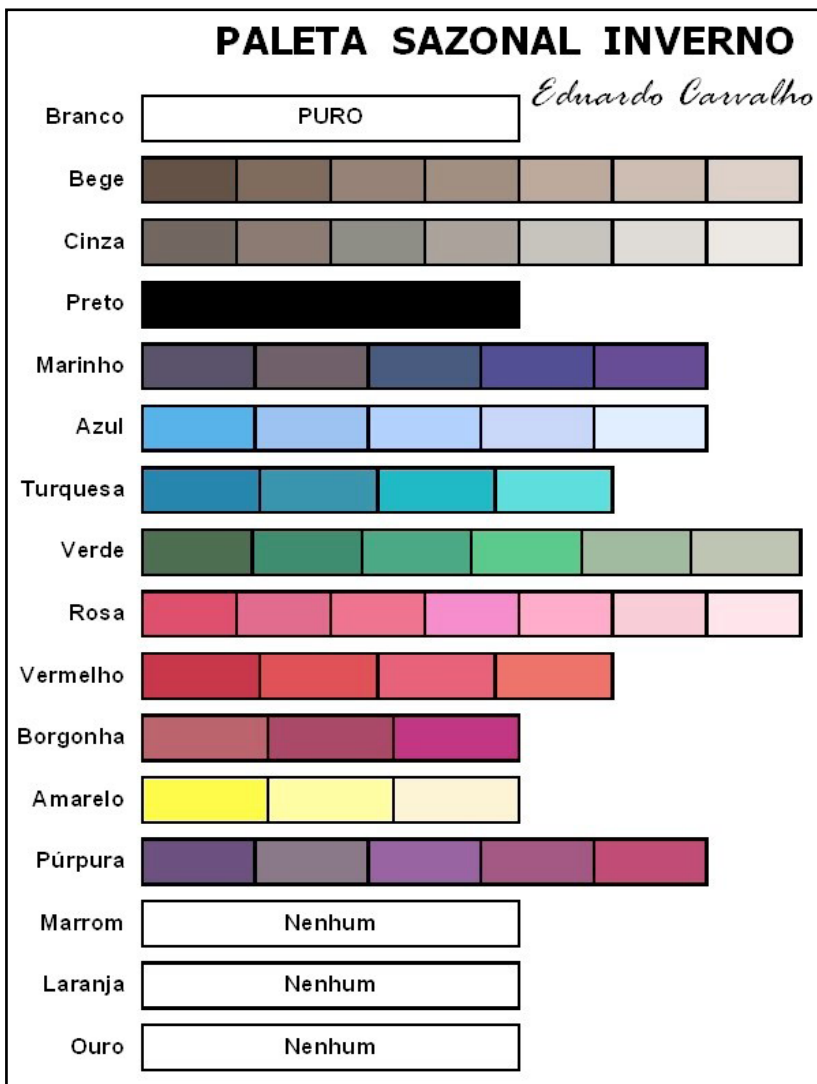 PALETA SAZONAL INVERNO
Eduardo Carvalho
Branco PURO
Bege
Cinza
Preto
Marinho
Azul
Turquesa
Verde
Rosa
Vermelho
Borgonha
Amarelo
Púrpura
Marrom Nenhum
Laranja Nenhum
Ouro Nenhum